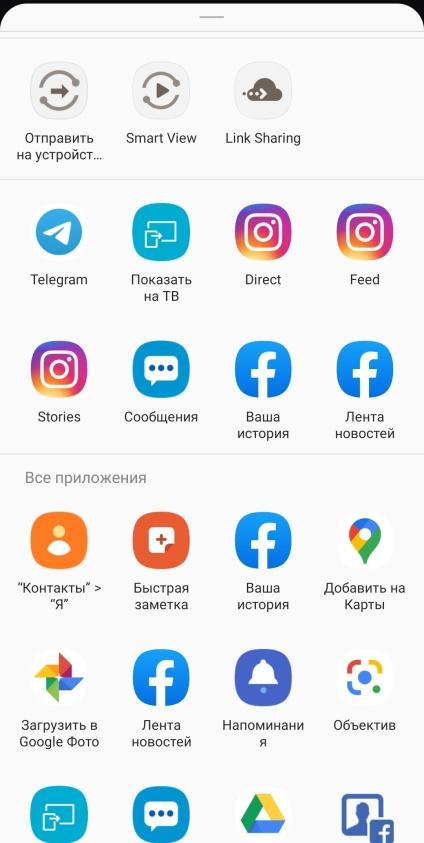 Отправить
на устройст...
Smart View
Link Sharing
Telegram
Показать
на ТВ
Direct
Feed
Stories
Сообщения
Ваша
история
Лента
новостей
Все приложения
“Контакты” >
“Я”
Быстрая
заметка
Ваша
история
Добавить на
Карты
Загрузить в
Google Фото
Лента
новостей
Напоминани
я
Объектив